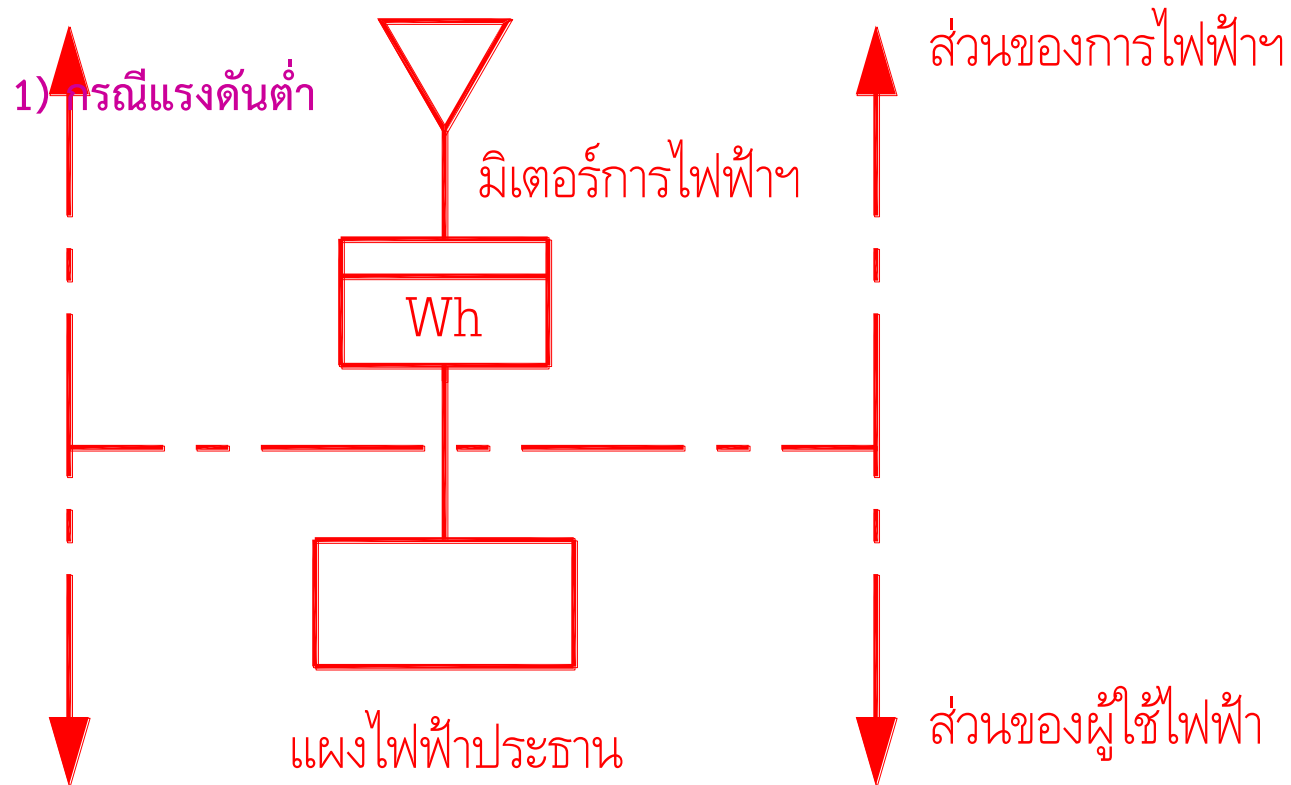 ส่วนของการไฟฟ้าฯ
1) กรณีแรงดันต่ำ
มิเตอร์การไฟฟ้าฯ
Wh
ส่วนของผู้ใช้ไฟฟ้า
แผงไฟฟ้าประธาน